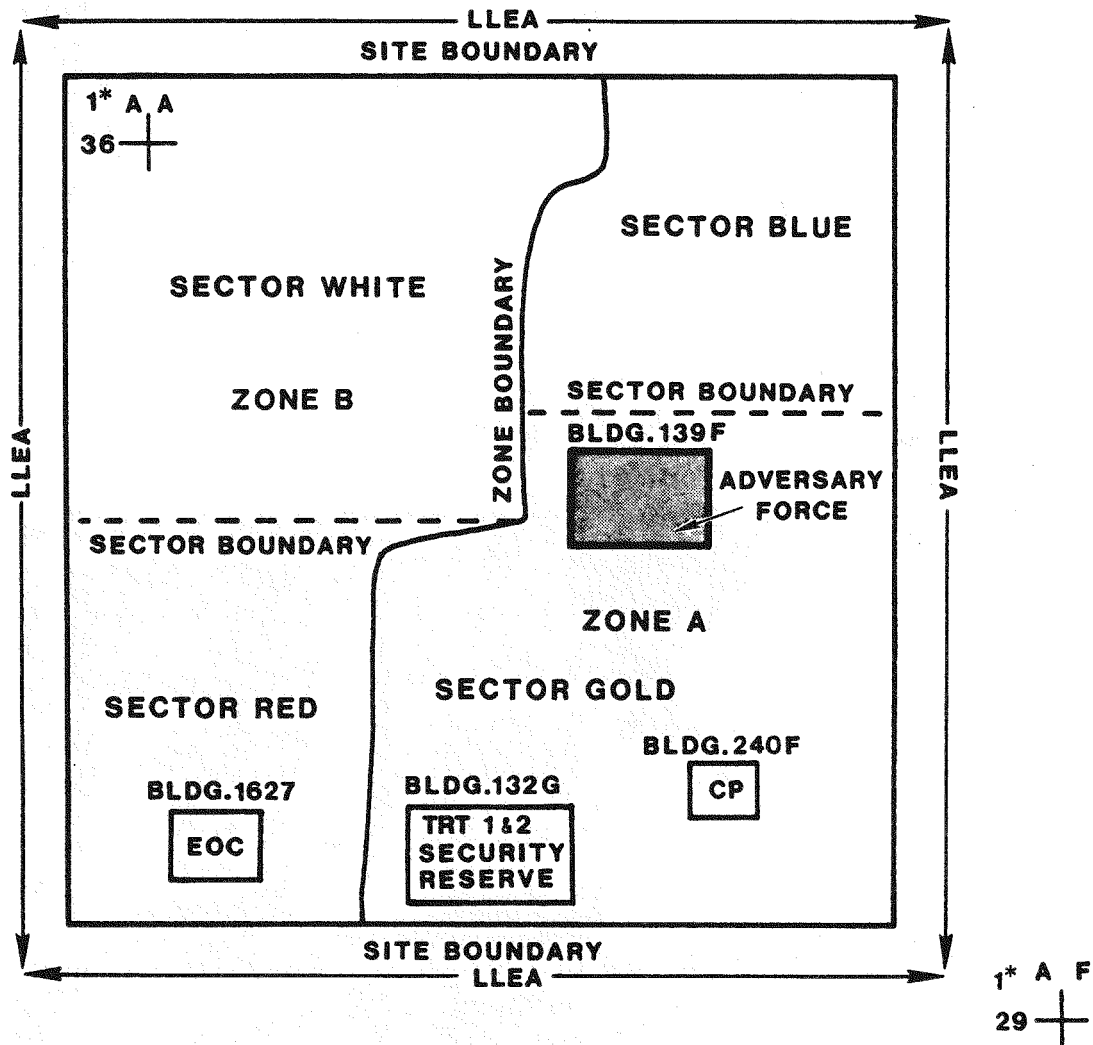 LLEA
SITE BOUNDARY
1* A A
36
SECTOR BLUE
SECTOR WHITE
ZONE BOUNDARY
ZONE B
SECTOR BOUNDARY
BLDG.139F
ADVERSARY
FORCE
LLEA
LLEA
SECTOR BOUNDARY
ZONE A
SECTOR GOLD
SECTOR RED
BLDG.240F
CP
BLDG.132G
TRT 1&2
SECURITY
RESERVE
BLDG.1627
EOC
SITE BOUNDARY
LLEA
1* A F
29